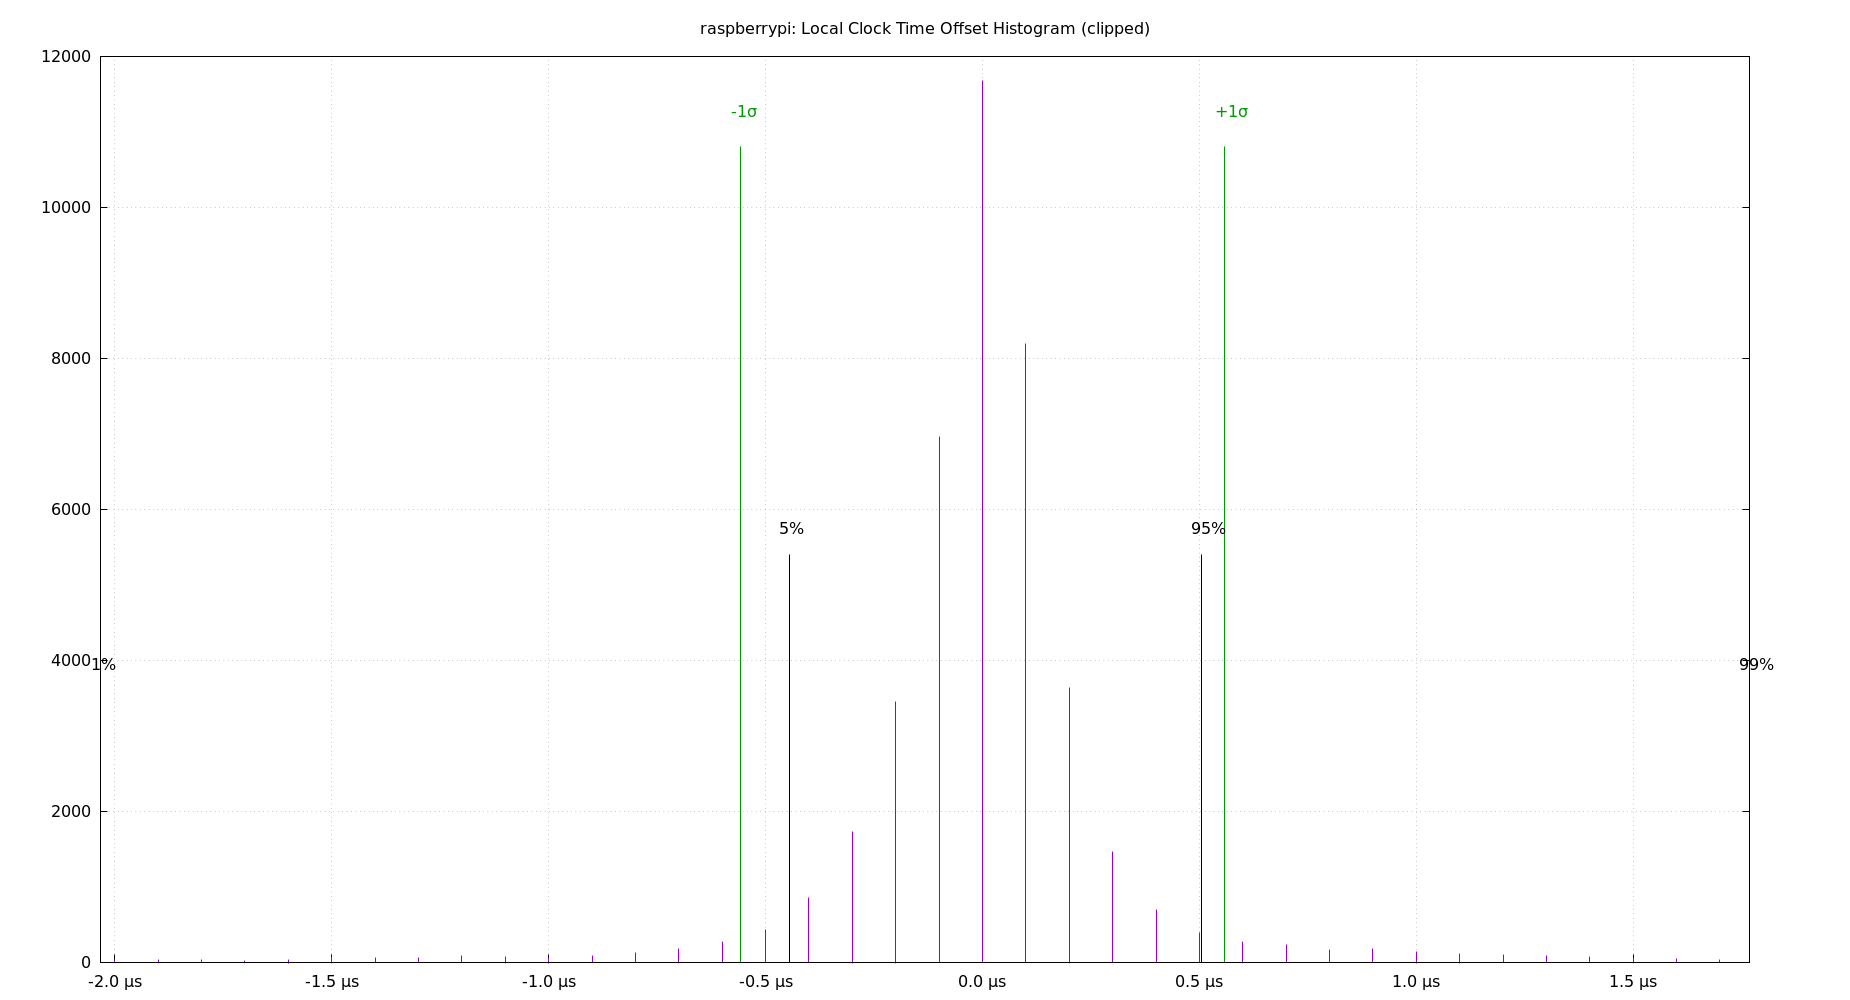 raspberrypi: Local Clock Time Offset Histogram (clipped)
12000
-1σ
+1σ
10000
8000
6000
5%
95%
4000
1%
99%
2000
0
-2.0 μs
-1.5 μs
-1.0 μs
-0.5 μs
0.0 μs
0.5 μs
1.0 μs
1.5 μs